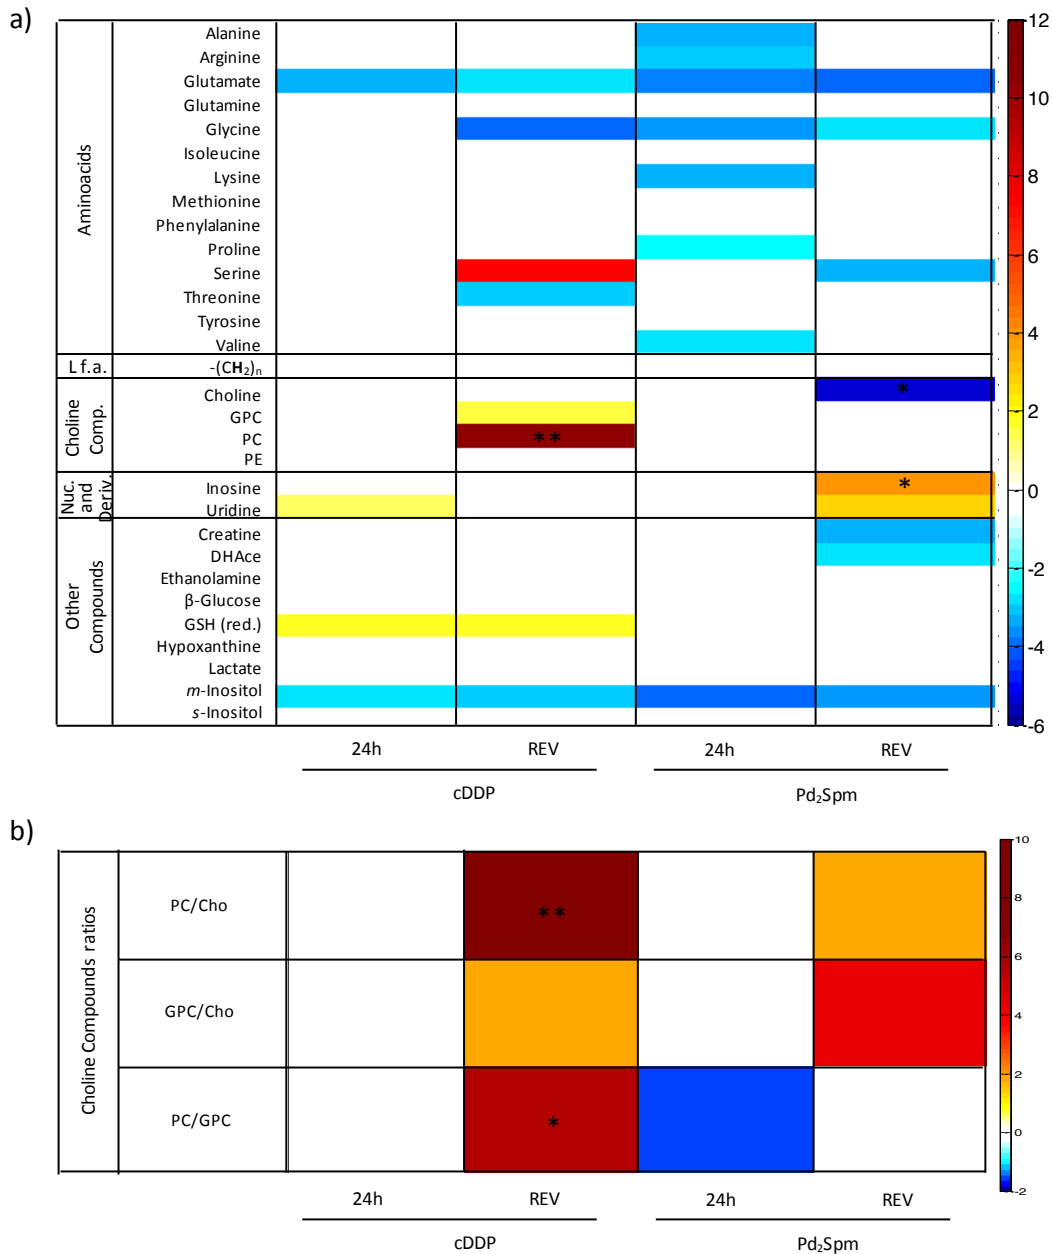 a)
Aminoacids
Alanine
Arginine
Glutamate
Glutamine
Glycine
Isoleucine
Lysine
Methionine
Phenylalanine
Proline
Serine
Threonine
Tyrosine
Valine
L f.a.
-(CH₂)ₙ
Choline
Comp.
Choline *
GPC
PC **
PE
Nuc.
and
Deriv.
Inosine *
Uridine
Other
Compounds
Creatine
DHAce
Ethanolamine
β-Glucose
GSH (red.)
Hypoxanthine
Lactate
m-Inositol
s-Inositol
12
10
8
6
4
2
0
-2
-4
-6
24h REV 24h REV
cDDP Pd₂Spm
b)
Choline Compounds ratios
PC/Cho **
GPC/Cho
PC/GPC *
10
8
6
4
2
0
-2
24h REV 24h REV
cDDP Pd₂Spm